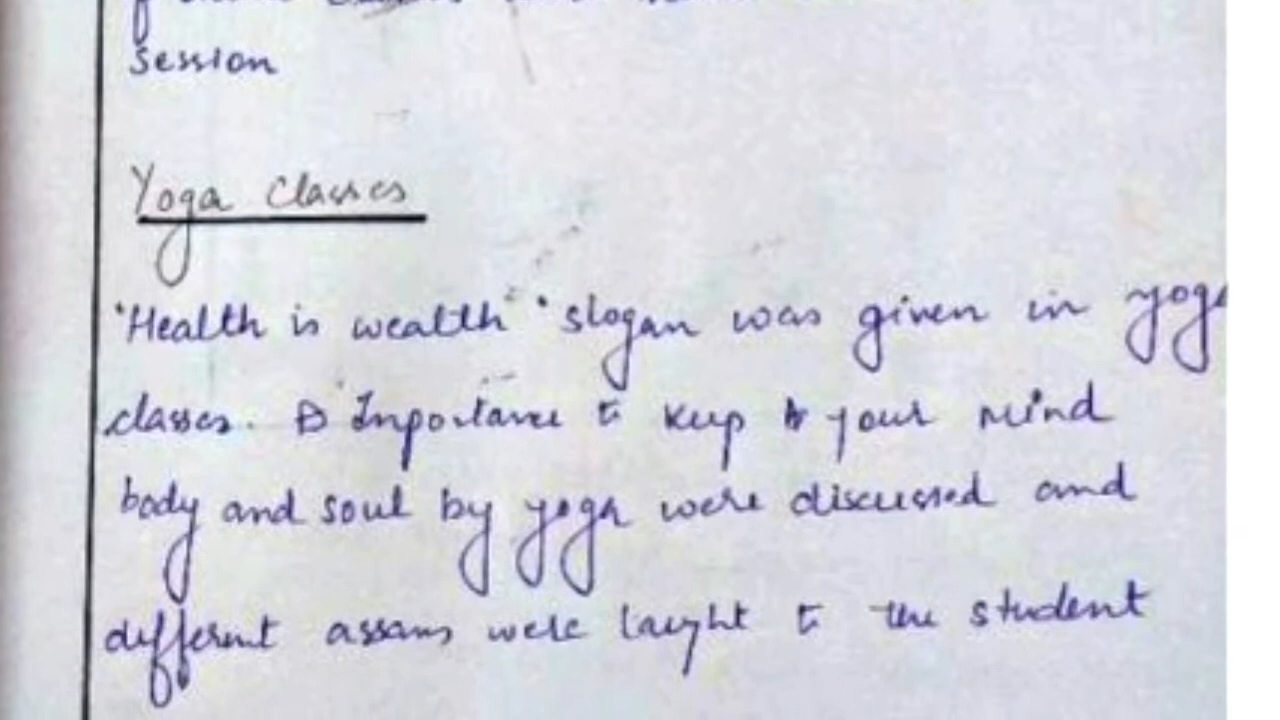 session
Yoga Classes
"Health is wealth" slogan was given in yoga
classes. Importance to keep your mind
body and soul by yoga were discussed and
different assans were taught to the student